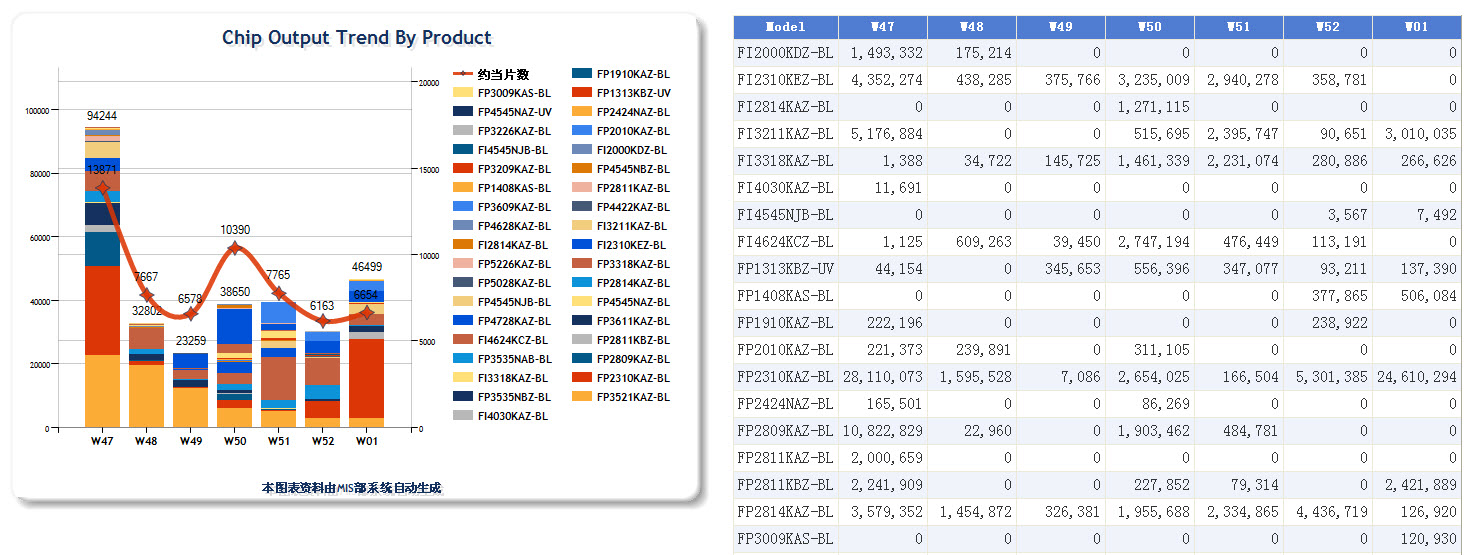 Chip Output Trend By Product
20000
15000
10000
5000
0
100000
80000
60000
40000
20000
0
94244
13871
7667
32802
6578
23259
10390
38650
7765
6163
46499
6654
W47 W48 W49 W50 W51 W52 W01
约当片数 FP1910KAZ-BL
FP3009KAS-BL FP1313KBZ-UV
FP4545NAZ-UV FP2424NAZ-BL
FP3226KAZ-BL FP2010KAZ-BL
FI4545NJB-BL FI2000KDZ-BL
FP3209KAZ-BL FP4545NBZ-BL
FP1408KAS-BL FP2811KAZ-BL
FP3609KAZ-BL FP4422KAZ-BL
FP4628KAZ-BL FI3211KAZ-BL
FI2814KAZ-BL FI2310KEZ-BL
FP5226KAZ-BL FP3318KAZ-BL
FP5028KAZ-BL FP2814KAZ-BL
FP4545NJB-BL FP4545NAZ-BL
FP4728KAZ-BL FP3611KAZ-BL
FI4624KCZ-BL FP2811KBZ-BL
FP3535NAB-BL FP2809KAZ-BL
FI3318KAZ-BL FP2310KAZ-BL
FP3535NBZ-BL FP3521KAZ-BL
FI4030KAZ-BL
本图表资料由MIS部系统自动生成
Model W47 W48 W49 W50 W51 W52 W01
FI2000KDZ-BL 1,493,332 175,214 0 0 0 0 0
FI2310KEZ-BL 4,352,274 438,285 375,766 3,235,009 2,940,278 358,781 0
FI2814KAZ-BL 0 0 0 1,271,115 0 0 0
FI3211KAZ-BL 5,176,884 0 0 515,695 2,395,747 90,651 3,010,035
FI3318KAZ-BL 1,388 34,722 145,725 1,461,339 2,231,074 280,886 266,626
FI4030KAZ-BL 11,691 0 0 0 0 0 0
FI4545NJB-BL 0 0 0 0 0 3,567 7,492
FI4624KCZ-BL 1,125 609,263 39,450 2,747,194 476,449 113,191 0
FP1313KBZ-UV 44,154 0 345,653 556,396 347,077 93,211 137,390
FP1408KAS-BL 0 0 0 0 0 377,865 506,084
FP1910KAZ-BL 222,196 0 0 0 0 238,922 0
FP2010KAZ-BL 221,373 239,891 0 311,105 0 0 0
FP2310KAZ-BL 28,110,073 1,595,528 7,086 2,654,025 166,504 5,301,385 24,610,294
FP2424NAZ-BL 165,501 0 0 86,269 0 0 0
FP2809KAZ-BL 10,822,829 22,960 0 1,903,462 484,781 0 0
FP2811KAZ-BL 2,000,659 0 0 0 0 0 0
FP2811KBZ-BL 2,241,909 0 0 227,852 79,314 0 2,421,889
FP2814KAZ-BL 3,579,352 1,454,872 326,381 1,955,688 2,334,865 4,436,719 126,920
FP3009KAS-BL 0 0 0 0 0 0 120,930